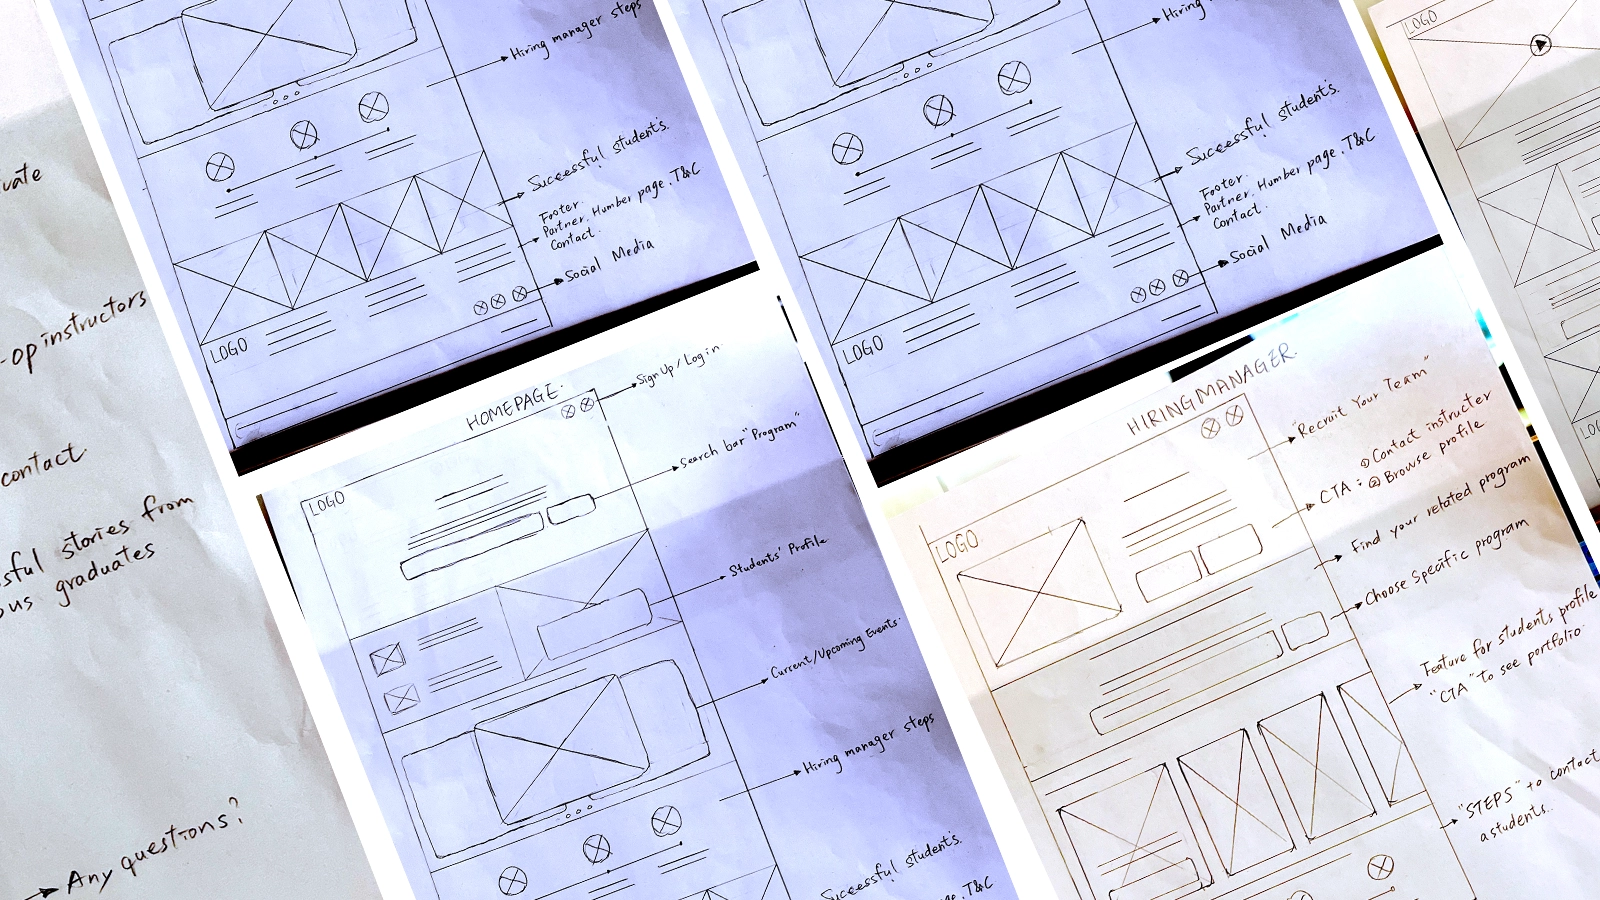 vate
-op instructors
contact
sful stories from
ous graduates
Any questions?
Hiring manager steps
Successful students.
Footer.
Partner. Humber page. T&C
Contact.
Social Media
LOGO
Hiring
Successful students.
Footer.
Partner. Humber page. T&C
Contact.
Social Media
LOGO
HOMEPAGE.
Sign Up / Log in
LOGO
Search bar "Program"
Students' Profile
Current/Upcoming Events.
Hiring manager steps
Successful students.
page. T&C
HIRING MANAGER.
LOGO
"Recruit Your Team"
CTA : ① Contact instructer
② Browse profile
Find your related program
Choose Specific program
Feature for students profile
"CTA" to see portfolio
"STEPS" to contact
a students..
LOGO